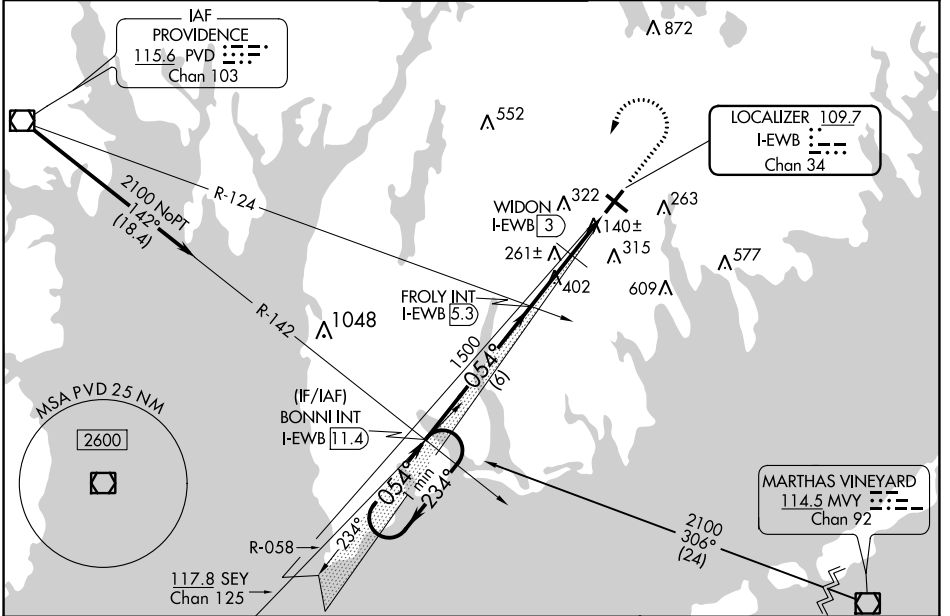 IAF
PROVIDENCE
115.6 PVD
Chan 103
872
552
LOCALIZER 109.7
I-EWB
Chan 34
R-124
2100 NoPT
142°
(18.4)
WIDON
I-EWB 3
322
263
140±
261±
315
577
402
609
FROLY INT
I-EWB 5.3
R-142
1048
1500
054°
(6)
MSA PVD 25 NM
2600
(IF/IAF)
BONNI INT
I-EWB 11.4
054°
1 min
234°
234°
R-058
117.8 SEY
Chan 125
2100
306°
(24)
MARTHAS VINEYARD
114.5 MVY
Chan 92